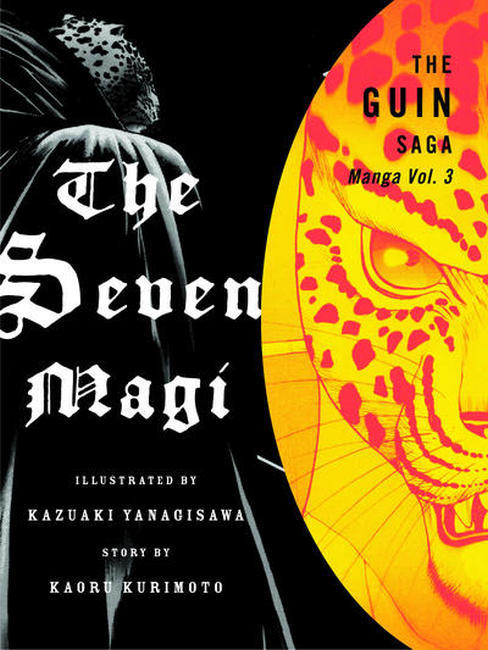 THE
GUIN
SAGA
Manga Vol. 3
The
Seven
Magi
ILLUSTRATED BY
KAZUAKI YANAGISAWA
STORY BY
KAORU KURIMOTO